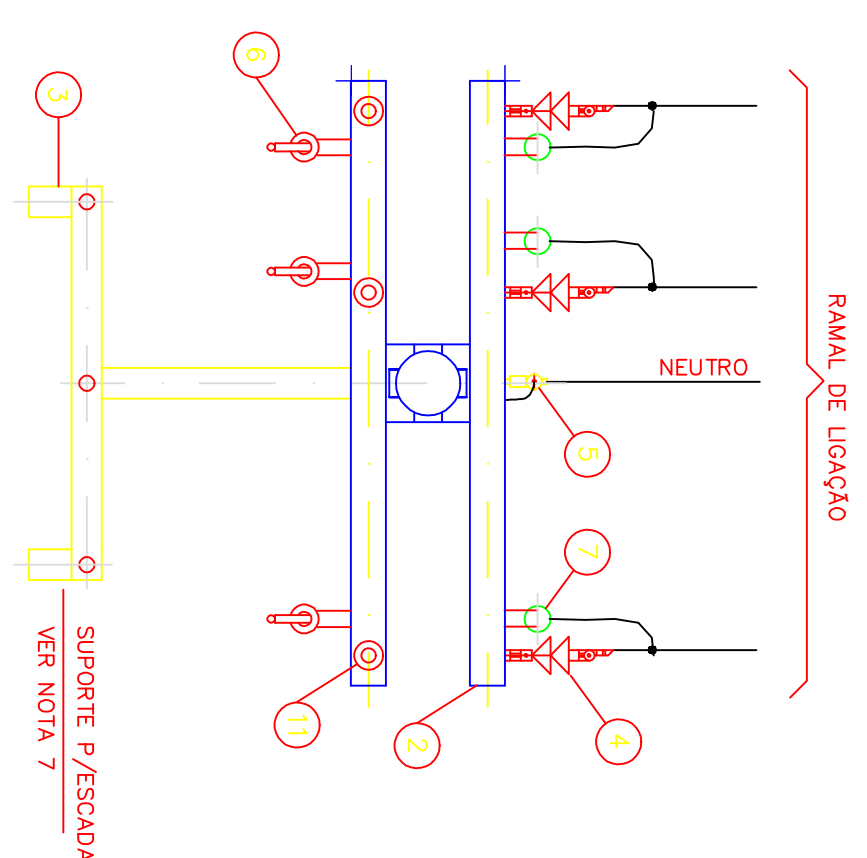 6
3
NEUTRO
RAMAL DE LIGAÇÃO
5
7
11
2
4
SUPORTE P/ESCADA
VER NOTA 7